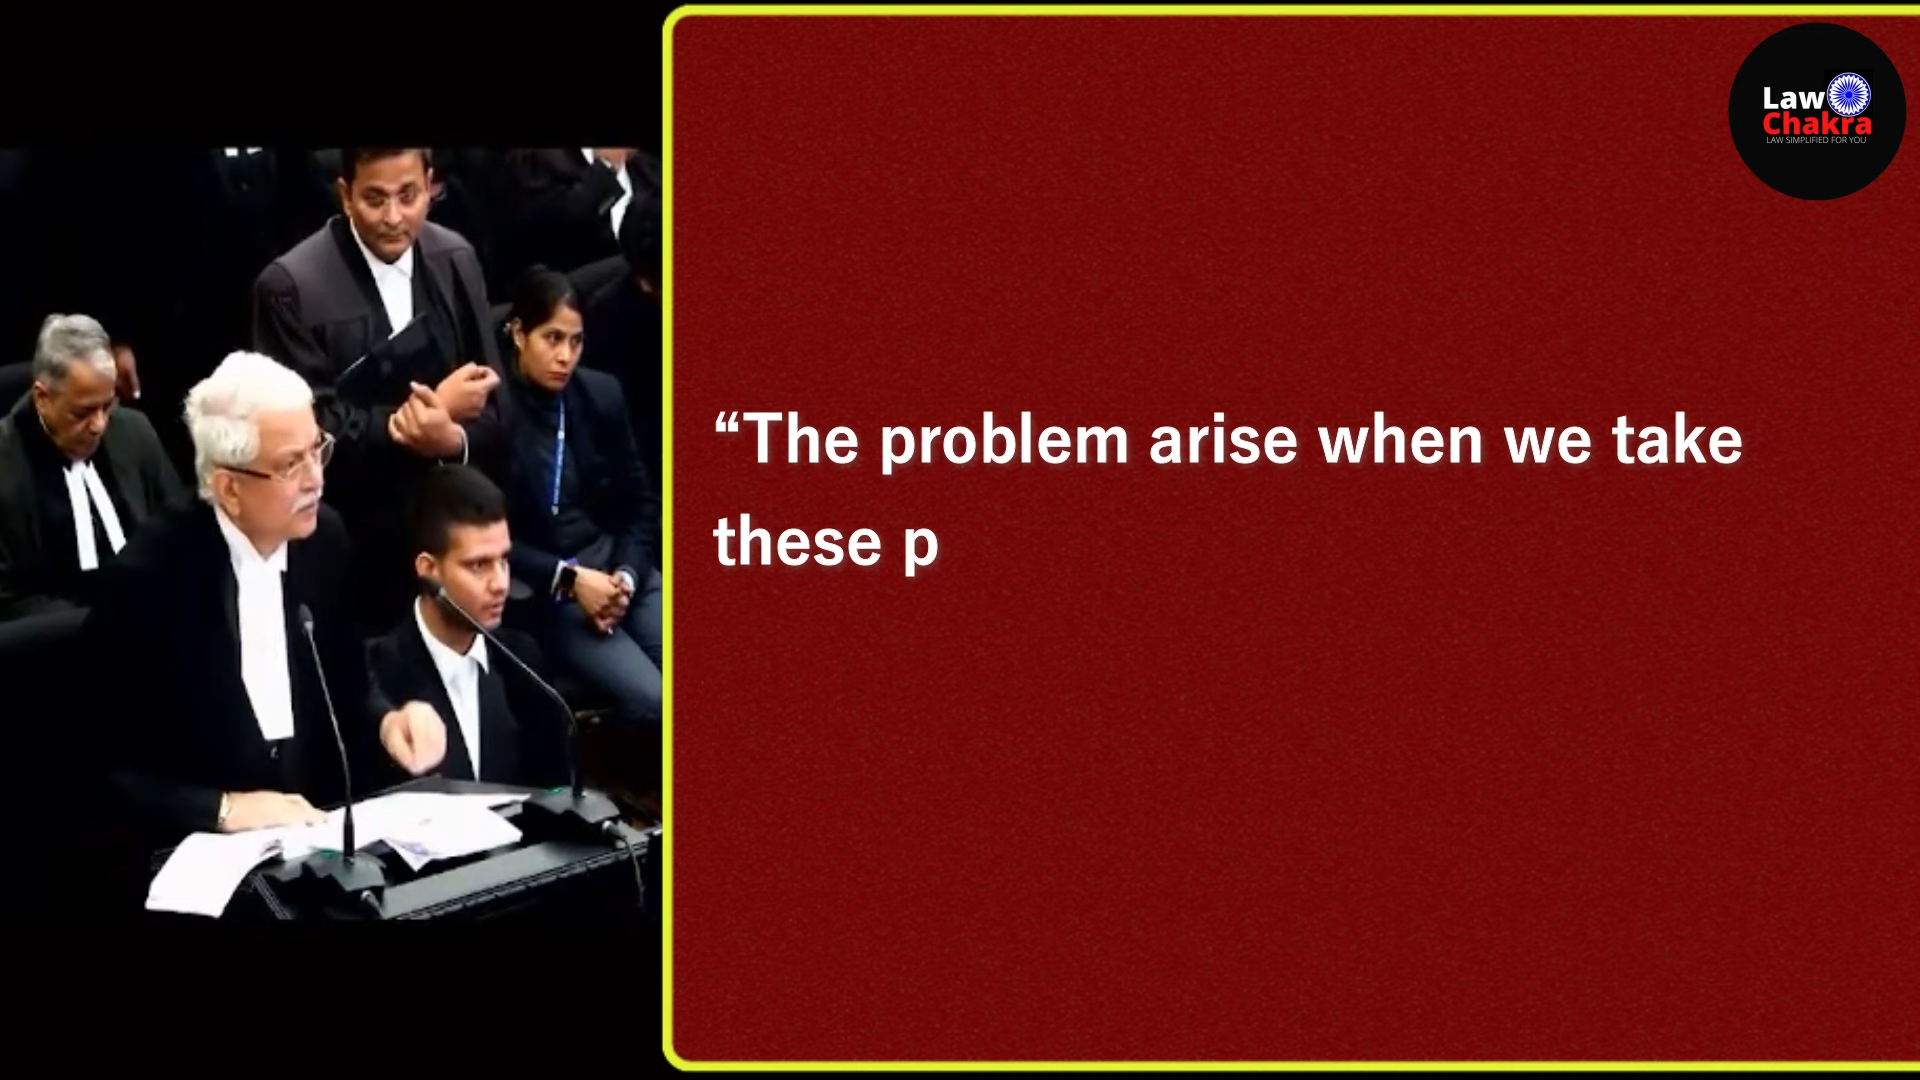 Law
Chakra
LAW SIMPLIFIED FOR YOU
“The problem arise when we take
these p